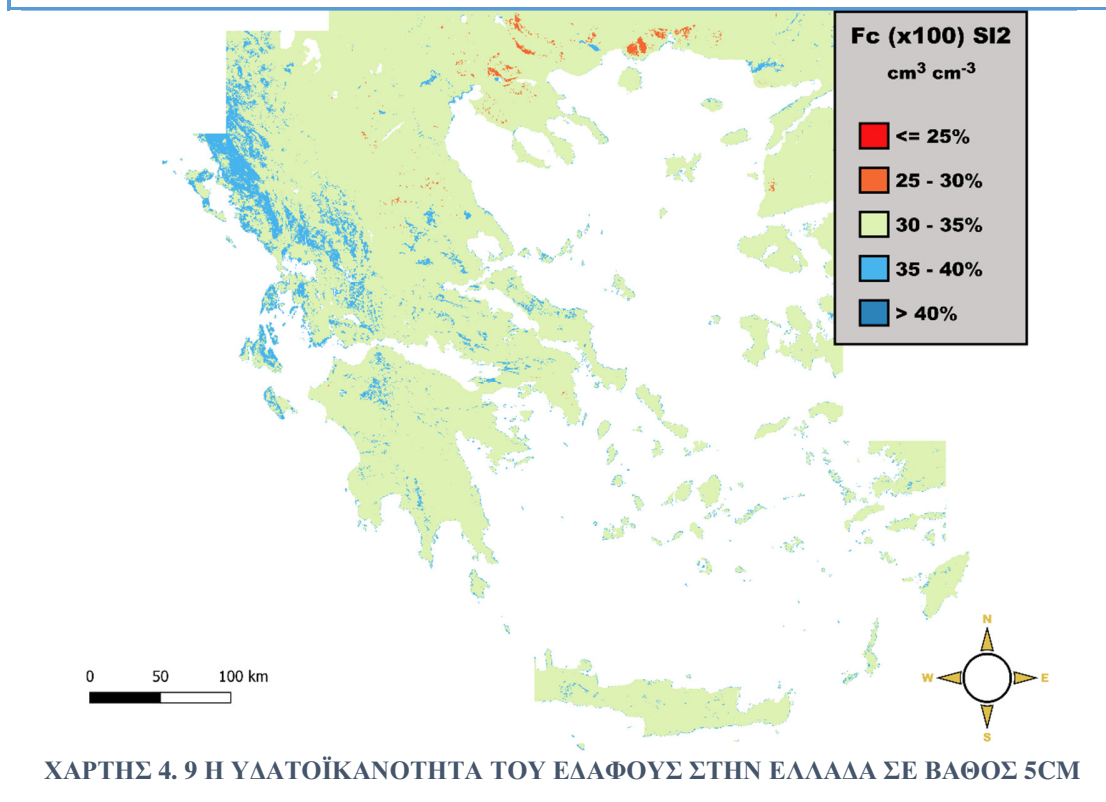 Fc (x100) SI2
cm³ cm⁻³
<= 25%
25 - 30%
30 - 35%
35 - 40%
> 40%
0 50 100 km
N
W E
S
ΧΑΡΤΗΣ 4. 9 Η ΥΔΑΤΟΪΚΑΝΟΤΗΤΑ ΤΟΥ ΕΔΑΦΟΥΣ ΣΤΗΝ ΕΛΛΑΔΑ ΣΕ ΒΑΘΟΣ 5CM